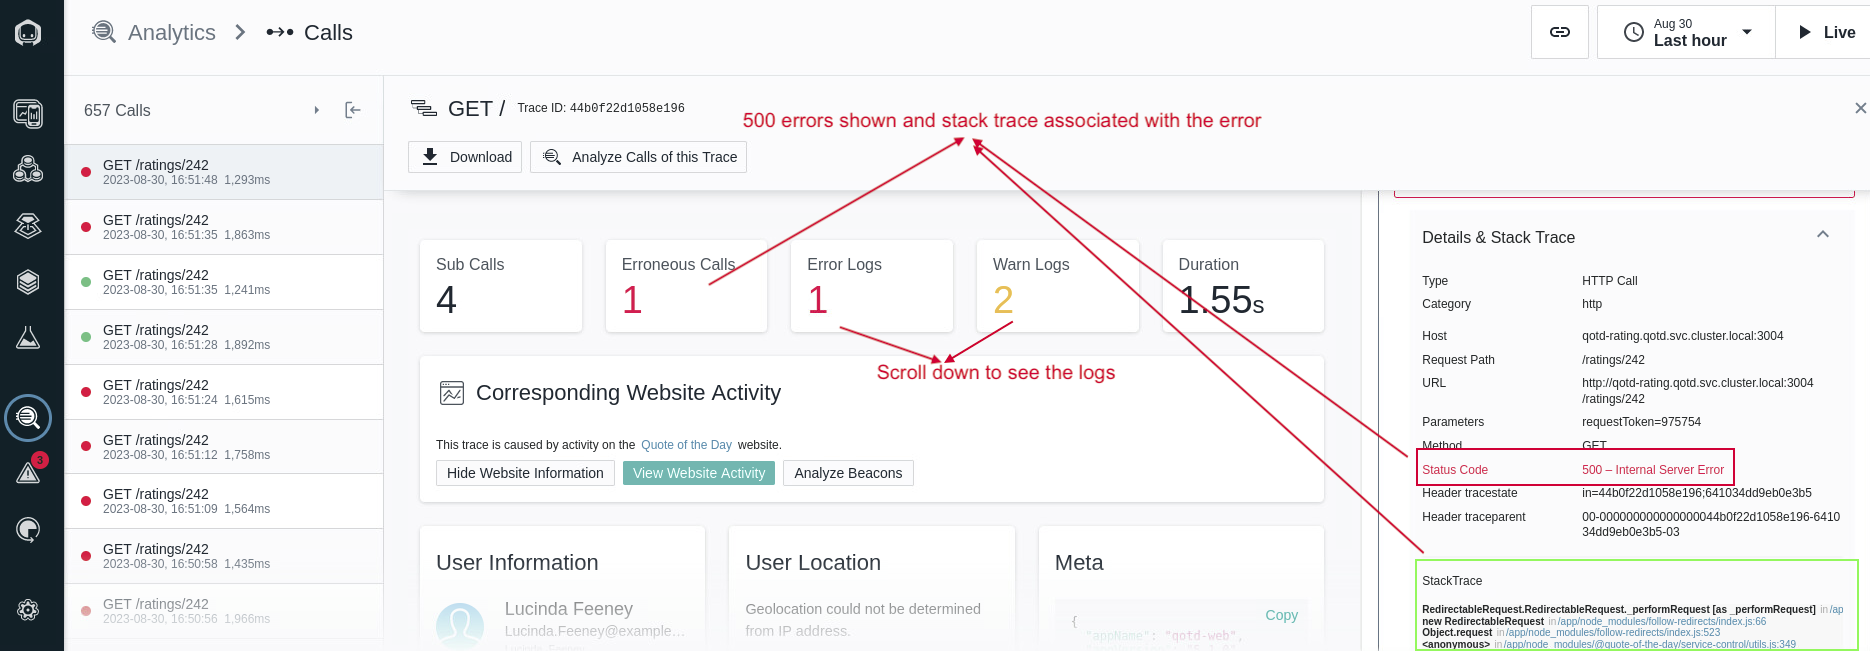 Analytics > Calls
Aug 30
Last hour
Live
657 Calls
GET / Trace ID: 44b0f22d1058e196
500 errors shown and stack trace associated with the error
Download
Analyze Calls of this Trace
GET /ratings/242
2023-08-30, 16:51:48 1,293ms
GET /ratings/242
2023-08-30, 16:51:35 1,863ms
GET /ratings/242
2023-08-30, 16:51:35 1,241ms
GET /ratings/242
2023-08-30, 16:51:28 1,892ms
GET /ratings/242
2023-08-30, 16:51:24 1,615ms
GET /ratings/242
2023-08-30, 16:51:12 1,758ms
GET /ratings/242
2023-08-30, 16:51:09 1,564ms
GET /ratings/242
2023-08-30, 16:50:58 1,435ms
GET /ratings/242
2023-08-30, 16:50:56 1,966ms
3
Sub Calls
4
Erroneous Calls
1
Error Logs
1
Warn Logs
2
Duration
1.55s
Scroll down to see the logs
Corresponding Website Activity
This trace is caused by activity on the Quote of the Day website.
Hide Website Information
View Website Activity
Analyze Beacons
User Information
Lucinda Feeney
Lucinda.Feeney@example...
Lucinda Feeney
User Location
Geolocation could not be determined
from IP address.
Meta
Copy
{
"appName": "qotd-web",
Details & Stack Trace
Type HTTP Call
Category http
Host qotd-rating.qotd.svc.cluster.local:3004
Request Path /ratings/242
URL http://qotd-rating.qotd.svc.cluster.local:3004
/ratings/242
Parameters requestToken=975754
Method GET
Status Code 500 – Internal Server Error
Header tracestate in=44b0f22d1058e196;641034dd9eb0e3b5
Header traceparent 00-000000000000000044b0f22d1058e196-6410
34dd9eb0e3b5-03
StackTrace
RedirectableRequest.RedirectableRequest._performRequest [as _performRequest] in /ap
new RedirectableRequest in /app/node_modules/follow-redirects/index.js:66
Object.request in /app/node_modules/follow-redirects/index.js:523
<anonymous> in /app/node_modules/@quote-of-the-day/service-control/utils.js:349